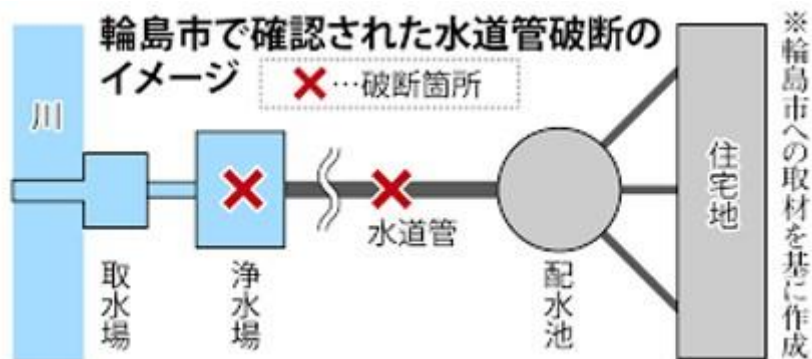 輪島市で確認された水道管破断の
イメージ
✕…破断箇所
川
取水場
浄水場
水道管
配水池
住宅地
※輪島市への取材を基に作成